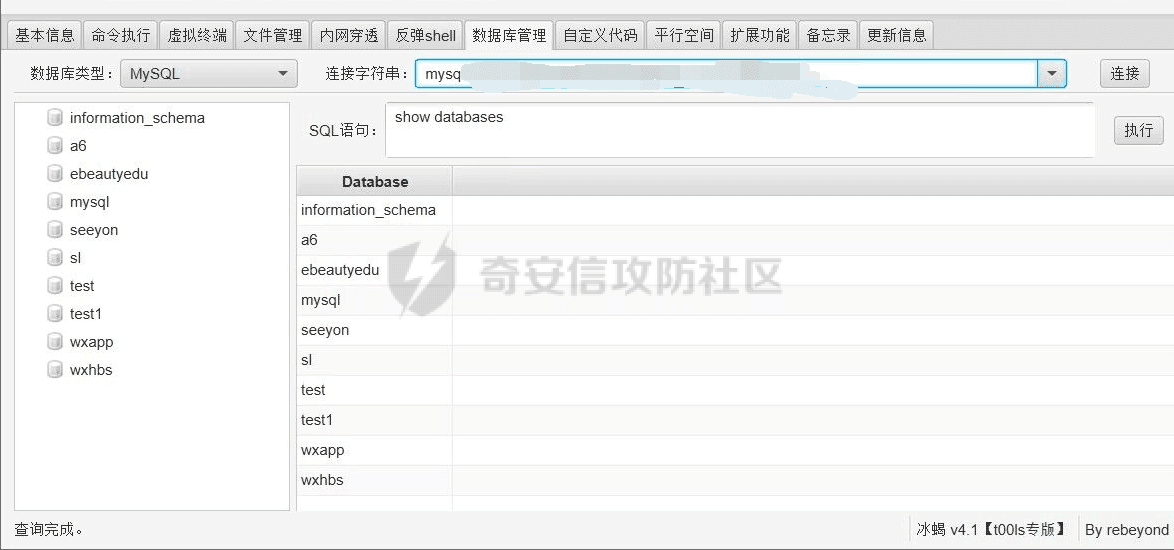 基本信息 命令执行 虚拟终端 文件管理 内网穿透 反弹shell 数据库管理 自定义代码 平行空间 扩展功能 备忘录 更新信息
数据库类型： MySQL 连接字符串： mysq 连接
SQL语句： show databases 执行
information_schema
a6
ebeautyedu
mysql
seeyon
sl
test
test1
wxapp
wxhbs
Database
information_schema
a6
ebeautyedu
mysql
seeyon
sl
test
test1
wxapp
wxhbs
奇安信攻防社区
查询完成。 冰蝎 v4.1【t00ls专版】 By rebeyond